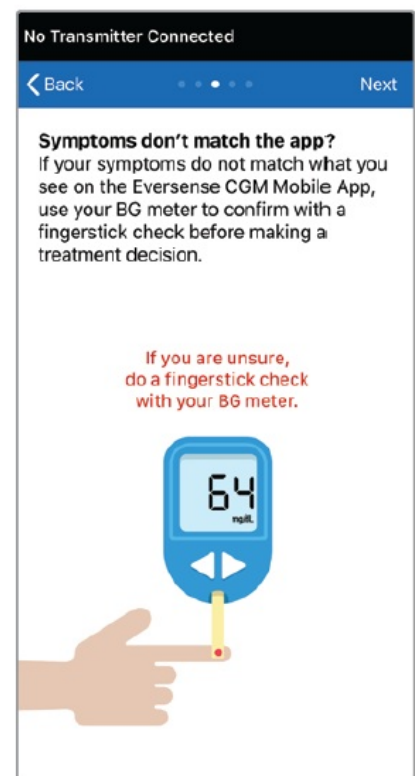 No Transmitter Connected
Back
Next
Symptoms don't match the app?
If your symptoms do not match what you
see on the Eversense CGM Mobile App,
use your BG meter to confirm with a
fingerstick check before making a
treatment decision.
If you are unsure,
do a fingerstick check
with your BG meter.
64
mg/dL